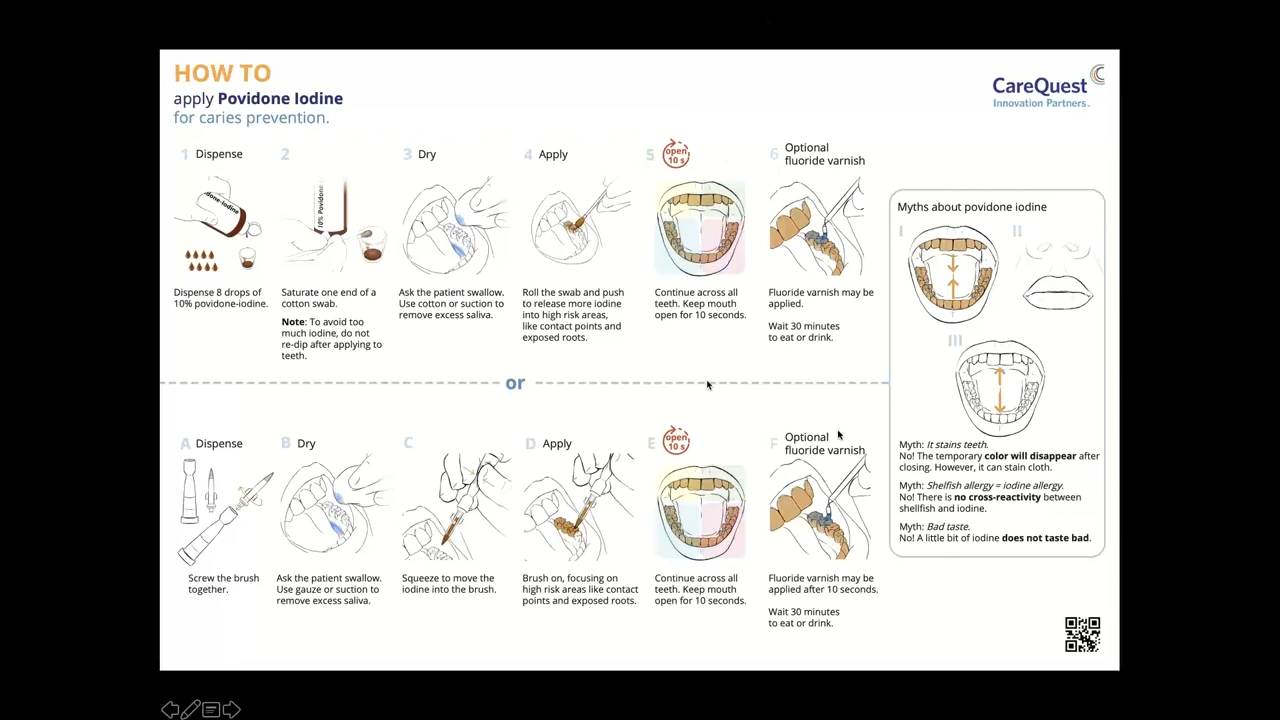 HOW TO
apply Povidone Iodine
for caries prevention.
CareQuest
Innovation Partners.
1 Dispense
Dispense 8 drops of
10% povidone-iodine.
2
10% Povidone
Saturate one end of a
cotton swab.
Note: To avoid too
much iodine, do not
re-dip after applying to
teeth.
3 Dry
Ask the patient swallow.
Use cotton or suction to
remove excess saliva.
4 Apply
Roll the swab and push
to release more iodine
into high risk areas,
like contact points and
exposed roots.
5 open
10 s
Continue across all
teeth. Keep mouth
open for 10 seconds.
6 Optional
fluoride varnish
Fluoride varnish may be
applied.
Wait 30 minutes
to eat or drink.
or
A Dispense
Screw the brush
together.
B Dry
Ask the patient swallow.
Use gauze or suction to
remove excess saliva.
C
Squeeze to move the
iodine into the brush.
D Apply
Brush on, focusing on
high risk areas like contact
points and exposed roots.
E open
10 s
Continue across all
teeth. Keep mouth
open for 10 seconds.
F Optional
fluoride varnish
Fluoride varnish may be
applied after 10 seconds.
Wait 30 minutes
to eat or drink.
Myths about povidone iodine
I
II
III
Myth: It stains teeth.
No! The temporary color will disappear after
closing. However, it can stain cloth.
Myth: Shelfish allergy = iodine allergy.
No! There is no cross-reactivity between
shellfish and iodine.
Myth: Bad taste.
No! A little bit of iodine does not taste bad.